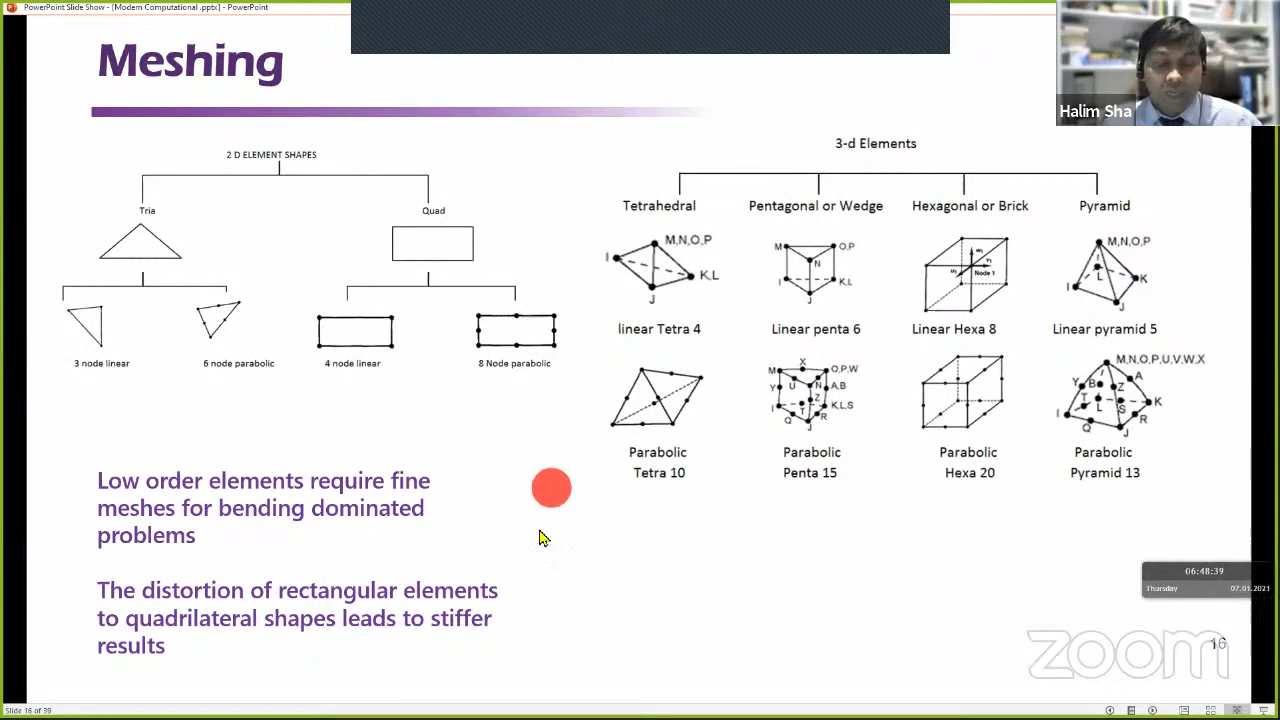 PowerPoint Slide Show - [Modern Computational .pptx] - PowerPoint
Meshing
Halim Sha
2 D ELEMENT SHAPES
Tria
Quad
3 node linear
6 node parabolic
4 node linear
8 Node parabolic
3-d Elements
Tetrahedral
Pentagonal or Wedge
Hexagonal or Brick
Pyramid
M,N,O,P
I
K,L
J
M
O,P
N
I
K,L
J
Node 1
M,N,O,P
I
L
K
J
linear Tetra 4
Linear penta 6
Linear Hexa 8
Linear pyramid 5
X
M
O,P,W
U
N
Y
A,B
Z
I
T
K,L,S
Q
R
J
M,N,O,P,U,V,W,X
A
Y
B
Z
T
L
S
K
I
R
Q
J
Parabolic
Tetra 10
Parabolic
Penta 15
Parabolic
Hexa 20
Parabolic
Pyramid 13
Low order elements require fine
meshes for bending dominated
problems
The distortion of rectangular elements
to quadrilateral shapes leads to stiffer
results
06:48:39
Thursday
07.01.2021
zoom
16
Slide 16 of 39